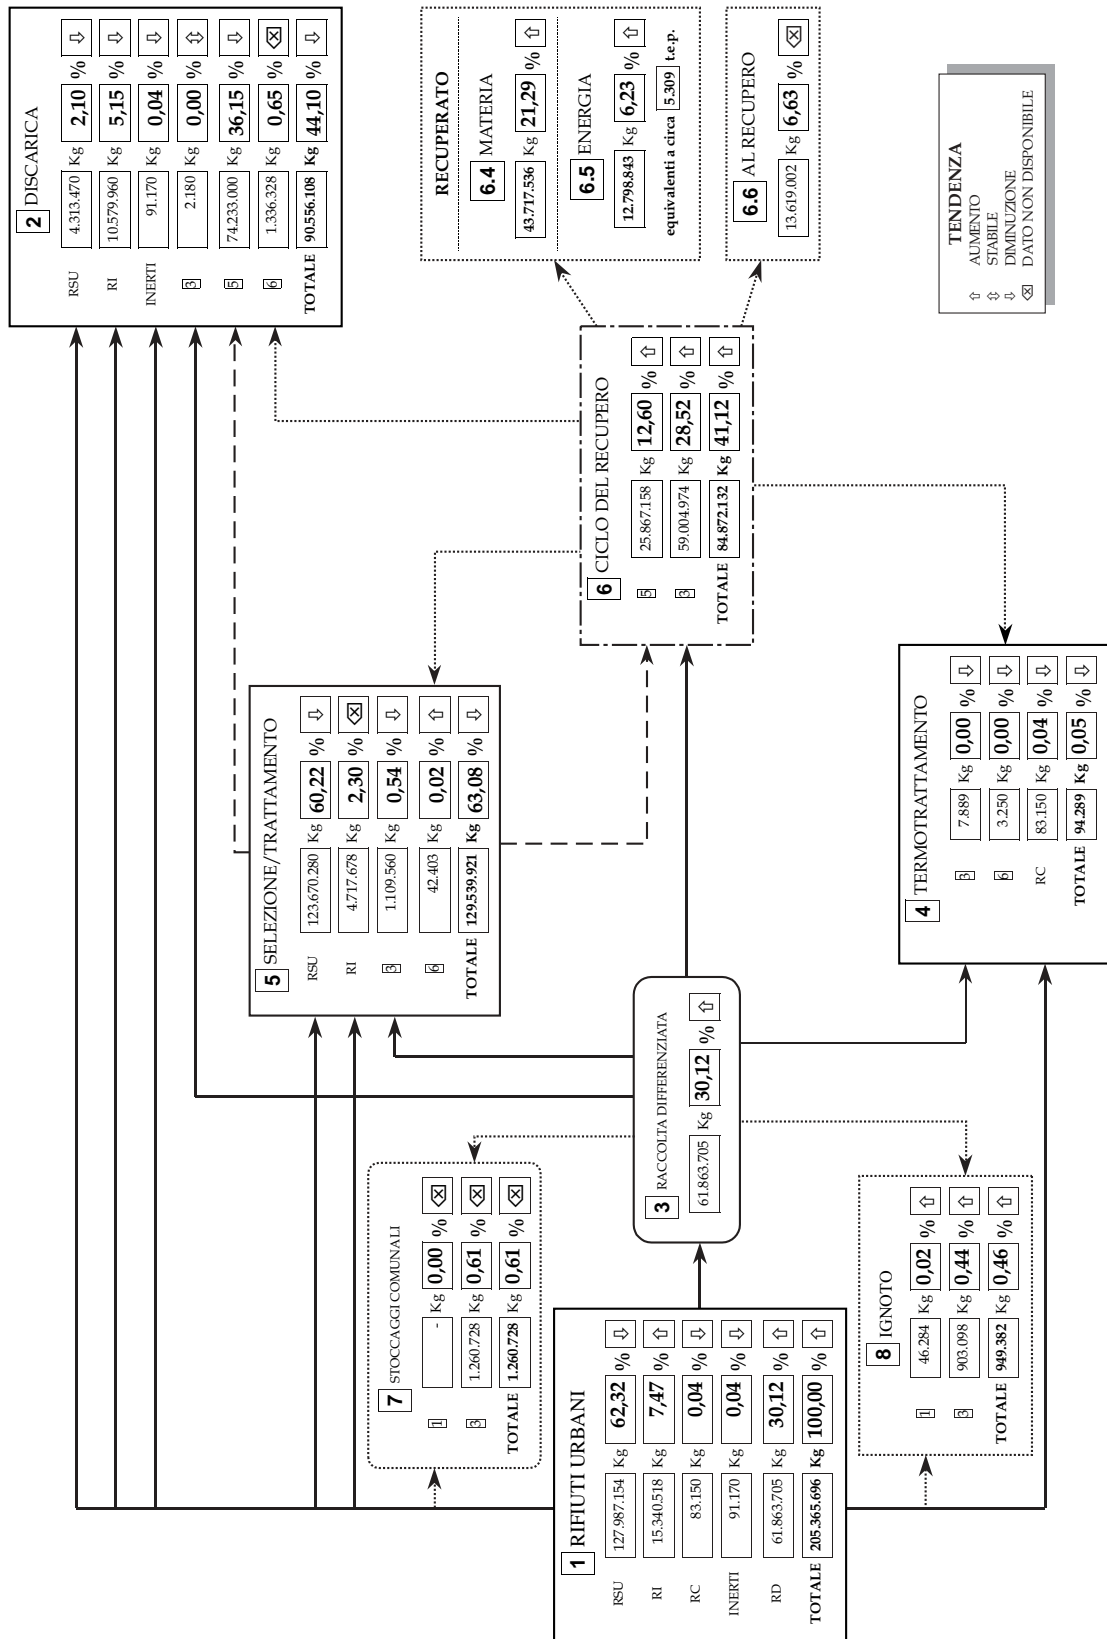 1 RIFIUTI URBANI
RSU 127.987.154 Kg 62,32 % ⇩
RI 15.340.518 Kg 7,47 % ⇧
RC 83.150 Kg 0,04 % ⇩
INERTI 91.170 Kg 0,04 % ⇩
RD 61.863.705 Kg 30,12 % ⇧
TOTALE 205.365.696 Kg 100,00 % ⇧
7 STOCCAGGI COMUNALI
1 - Kg 0,00 % ⌫
3 1.260.728 Kg 0,61 % ⌫
TOTALE 1.260.728 Kg 0,61 % ⌫
8 IGNOTO
1 46.284 Kg 0,02 % ⇧
3 903.098 Kg 0,44 % ⇧
TOTALE 949.382 Kg 0,46 % ⇧
3 RACCOLTA DIFFERENZIATA
61.863.705 Kg 30,12 % ⇧
5 SELEZIONE/TRATTAMENTO
RSU 123.670.280 Kg 60,22 % ⇩
RI 4.717.678 Kg 2,30 % ⌫
3 1.109.560 Kg 0,54 % ⇩
6 42.403 Kg 0,02 % ⇧
TOTALE 129.539.921 Kg 63,08 % ⇩
4 TERMOTRATTAMENTO
3 7.889 Kg 0,00 % ⇩
6 3.250 Kg 0,00 % ⇩
RC 83.150 Kg 0,04 % ⇩
TOTALE 94.289 Kg 0,05 % ⇩
6 CICLO DEL RECUPERO
5 25.867.158 Kg 12,60 % ⇧
3 59.004.974 Kg 28,52 % ⇧
TOTALE 84.872.132 Kg 41,12 % ⇧
2 DISCARICA
RSU 4.313.470 Kg 2,10 % ⇩
RI 10.579.960 Kg 5,15 % ⇩
INERTI 91.170 Kg 0,04 % ⇩
3 2.180 Kg 0,00 % ⇳
5 74.233.000 Kg 36,15 % ⇩
6 1.336.328 Kg 0,65 % ⌫
TOTALE 90.556.108 Kg 44,10 % ⇩
RECUPERATO
6.4 MATERIA
43.717.536 Kg 21,29 % ⇧
6.5 ENERGIA
12.798.843 Kg 6,23 % ⇧
equivalenti a circa 5.309 t.e.p.
6.6 AL RECUPERO
13.619.002 Kg 6,63 % ⌫
TENDENZA
⇧ AUMENTO
⇳ STABILE
⇩ DIMINUZIONE
⌫ DATO NON DISPONIBILE